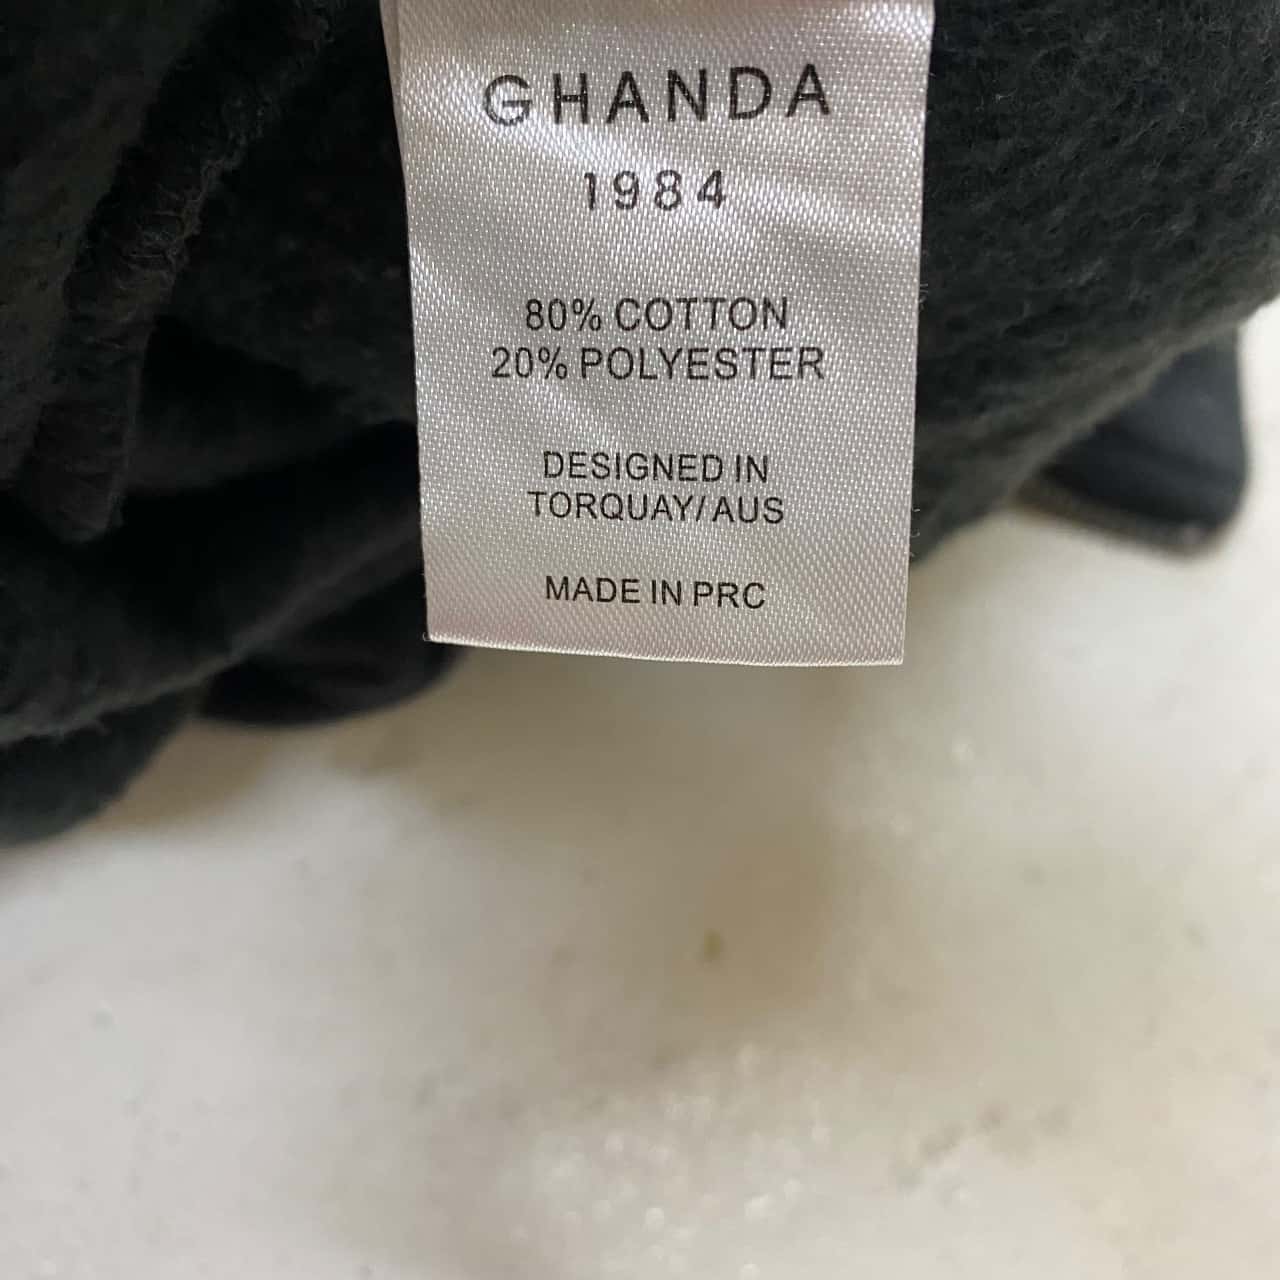 GHANDA
1984
80% COTTON
20% POLYESTER
DESIGNED IN
TORQUAY/AUS
MADE IN PRC